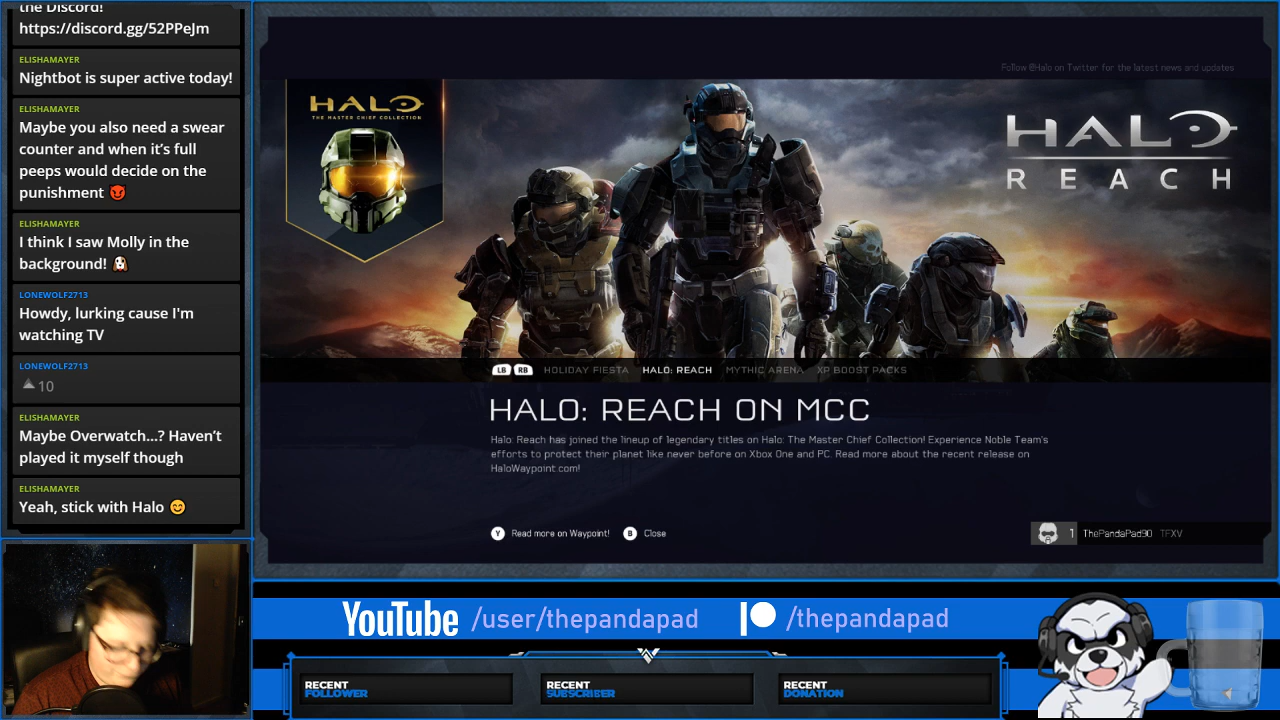 the Discord!
https://discord.gg/52PPeJm
ELISHAMAYER
Nightbot is super active today!
ELISHAMAYER
Maybe you also need a swear
counter and when it's full
peeps would decide on the
punishment 😈
ELISHAMAYER
I think I saw Molly in the
background! 🐶
LONEWOLF2713
Howdy, lurking cause I'm
watching TV
LONEWOLF2713
10
ELISHAMAYER
Maybe Overwatch...? Haven't
played it myself though
ELISHAMAYER
Yeah, stick with Halo 😊
Follow @Halo on Twitter for the latest news and updates
HALO
THE MASTER CHIEF COLLECTION
HALO
REACH
LB RB HOLIDAY FIESTA HALO: REACH MYTHIC ARENA XP BOOST PACKS
HALO: REACH ON MCC
Halo: Reach has joined the lineup of legendary titles on Halo: The Master Chief Collection! Experience Noble Team's
efforts to protect their planet like never before on Xbox One and PC. Read more about the recent release on
HaloWaypoint.com!
Y Read more on Waypoint! B Close
1 ThePandaPad90 TFXV
YouTube /user/thepandapad /thepandapad
RECENT
FOLLOWER
RECENT
SUBSCRIBER
RECENT
DONATION